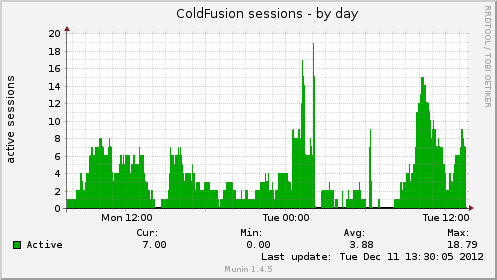 ColdFusion sessions - by day
RRDTOOL / TOBI OETIKER
active sessions
20
18
16
14
12
10
8
6
4
2
0
Mon 12:00 Tue 00:00 Tue 12:00
Cur: Min: Avg: Max:
Active 7.00 0.00 3.88 18.79
Last update: Tue Dec 11 13:30:05 2012
Munin 1.4.5